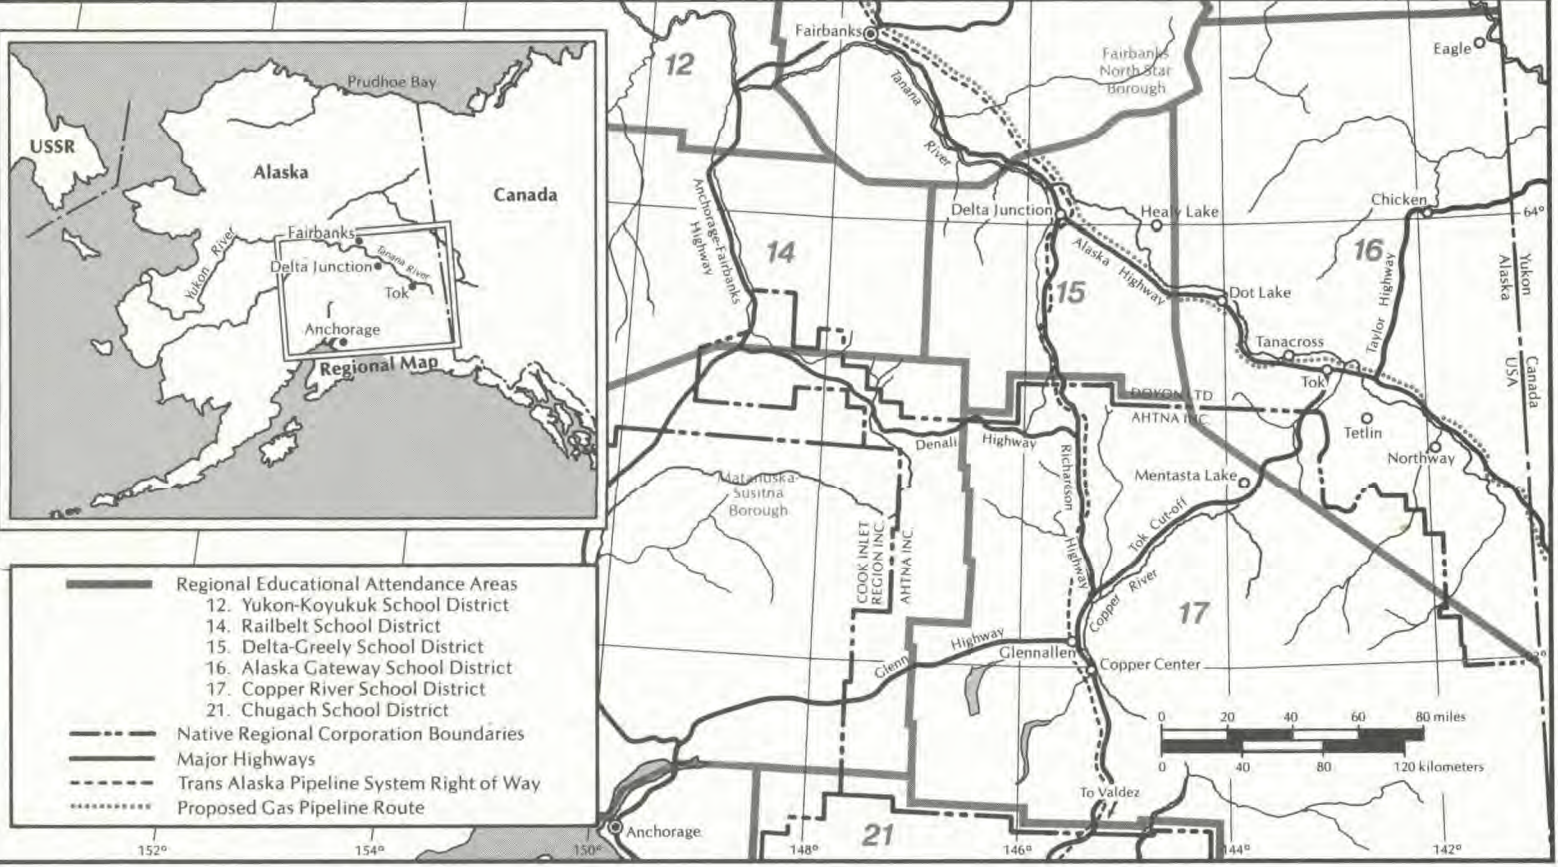 Prudhoe Bay
USSR
Alaska
Canada
Yukon River
Fairbanks
Tanana River
Delta Junction
Tok
Anchorage
Regional Map
12
Fairbanks
Fairbanks
North Star
Borough
Eagle
Tanana
River
Anchorage-Fairbanks
Highway
14
Delta Junction
Healy Lake
Chicken
64°
15
16
Alaska Highway
Taylor Highway
Yukon
Alaska
Dot Lake
Tanacross
Tok
Canada
USA
DOYON LTD
AHTNA INC.
Tetlin
Northway
Denali Highway
Mentasta Lake
Richardson
Highway
Tok Cut-off
Matanuska-
Susitna
Borough
COOK INLET
REGION INC.
AHTNA INC.
Copper River
17
Glenn Highway
Glennallen
Copper Center
Regional Educational Attendance Areas
12. Yukon-Koyukuk School District
14. Railbelt School District
15. Delta-Greely School District
16. Alaska Gateway School District
17. Copper River School District
21. Chugach School District
Native Regional Corporation Boundaries
Major Highways
Trans Alaska Pipeline System Right of Way
Proposed Gas Pipeline Route
0 20 40 60 80 miles
0 40 80 120 kilometers
To Valdez
Anchorage
21
152° 154° 150° 148° 146° 144° 142°